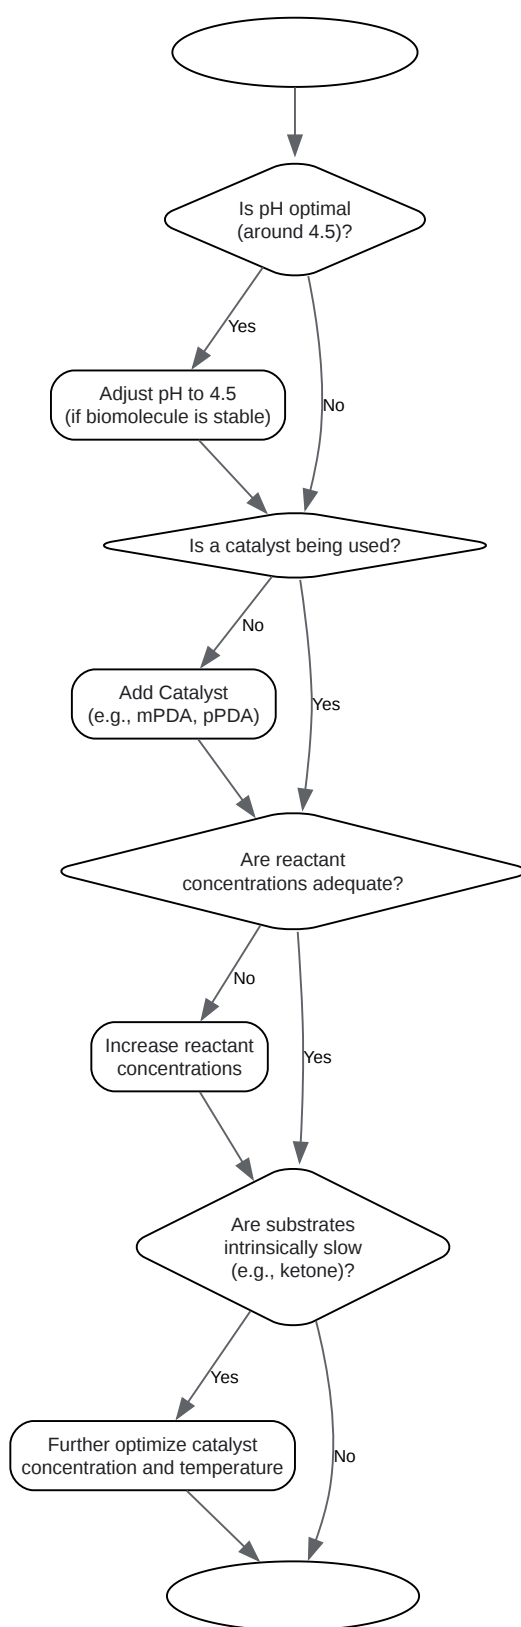 Is pH optimal
(around 4.5)?
Yes
Adjust pH to 4.5
(if biomolecule is stable)
No
Is a catalyst being used?
No
Add Catalyst
(e.g., mPDA, pPDA)
Yes
Are reactant
concentrations adequate?
No
Increase reactant
concentrations
Yes
Are substrates
intrinsically slow
(e.g., ketone)?
Yes
Further optimize catalyst
concentration and temperature
No